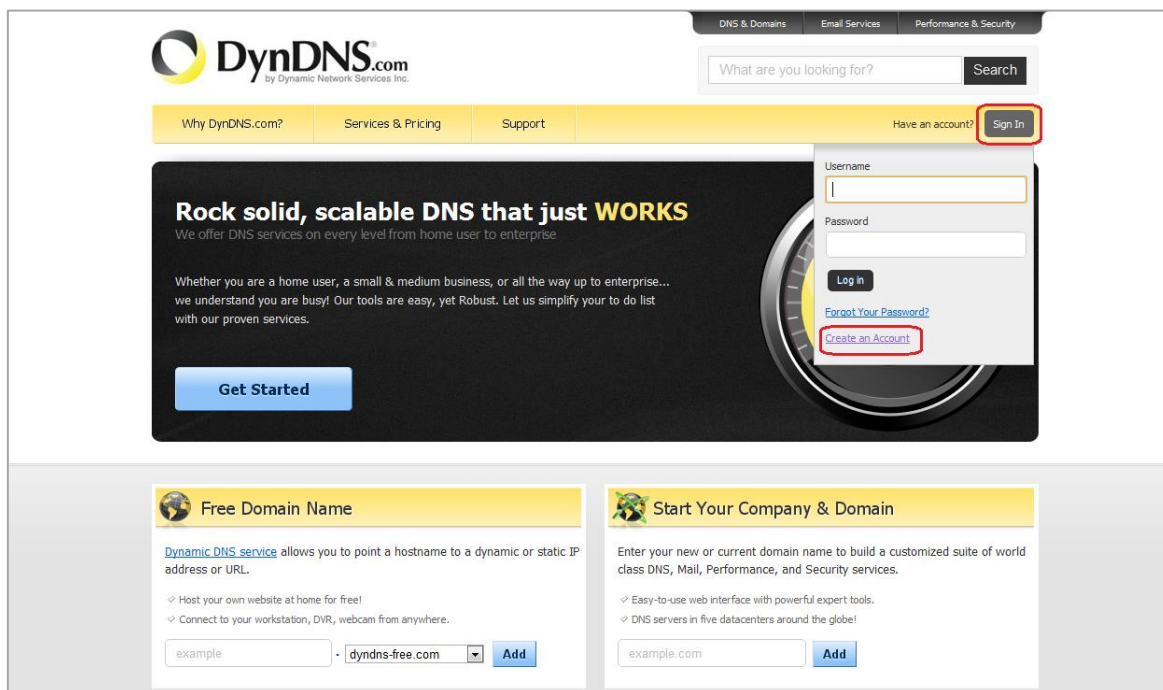 DNS & Domains
Email Services
Performance & Security
DynDNS.com
by Dynamic Network Services Inc.
What are you looking for?
Search
Why DynDNS.com?
Services & Pricing
Support
Have an account?
Sign In
Username
Password
Log in
Forgot Your Password?
Create an Account
Rock solid, scalable DNS that just WORKS
We offer DNS services on every level from home user to enterprise
Whether you are a home user, a small & medium business, or all the way up to enterprise...
we understand you are busy! Our tools are easy, yet Robust. Let us simplify your to do list
with our proven services.
Get Started
Free Domain Name
Dynamic DNS service allows you to point a hostname to a dynamic or static IP
address or URL.
Host your own website at home for free!
Connect to your workstation, DVR, webcam from anywhere.
example
- dyndns-free.com
Add
Start Your Company & Domain
Enter your new or current domain name to build a customized suite of world
class DNS, Mail, Performance, and Security services.
Easy-to-use web interface with powerful expert tools.
DNS servers in five datacenters around the globe!
example.com
Add